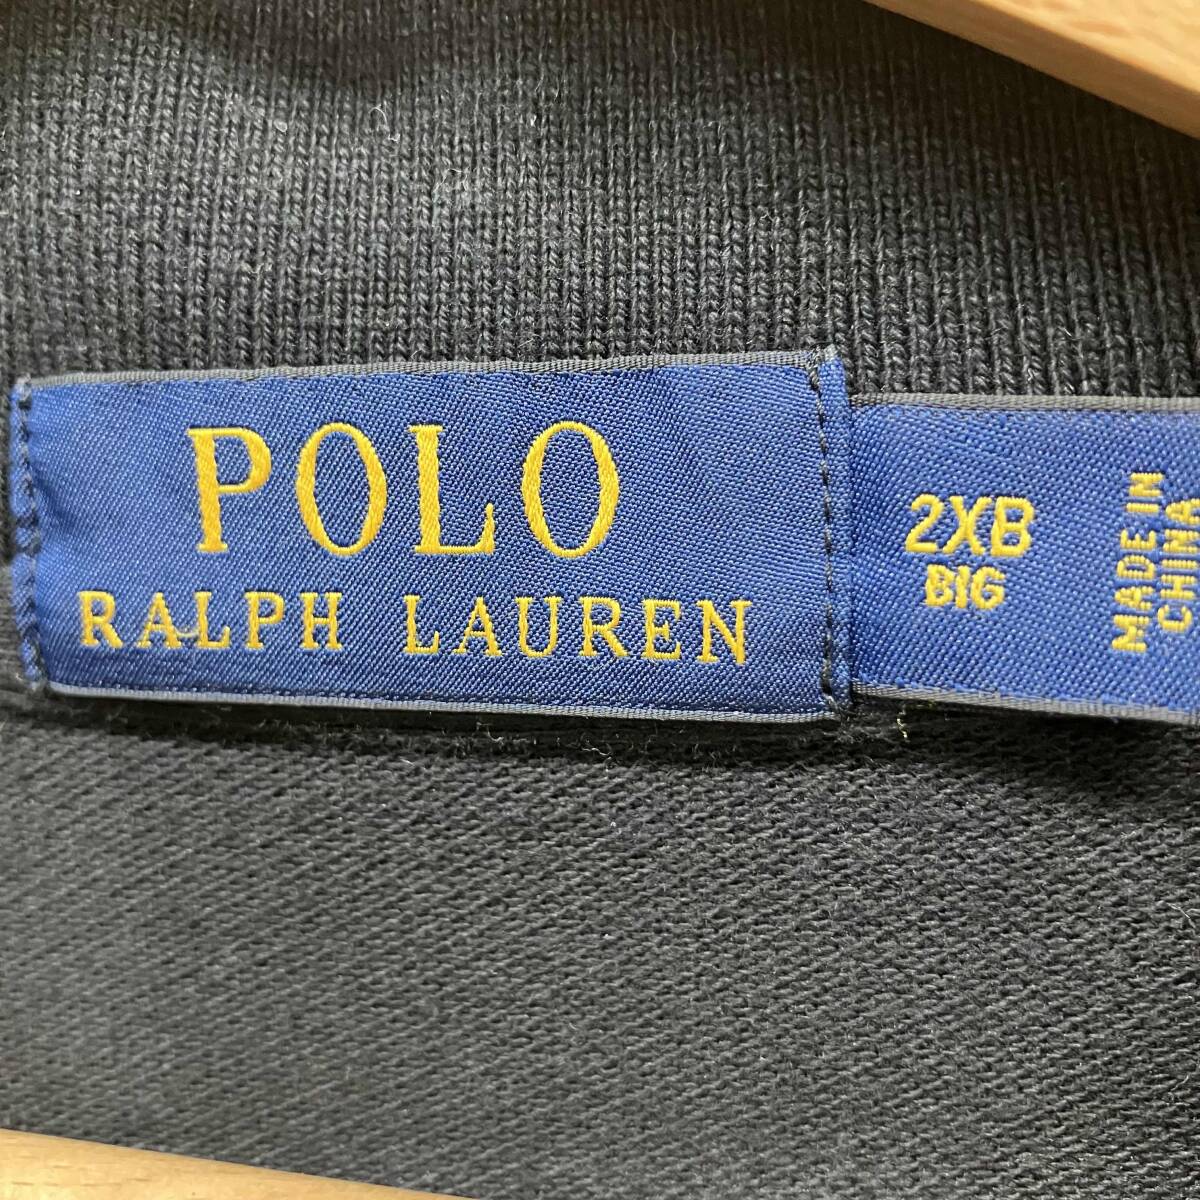 POLO
RALPH LAUREN
2XB
BIG
MADE IN
CHINA